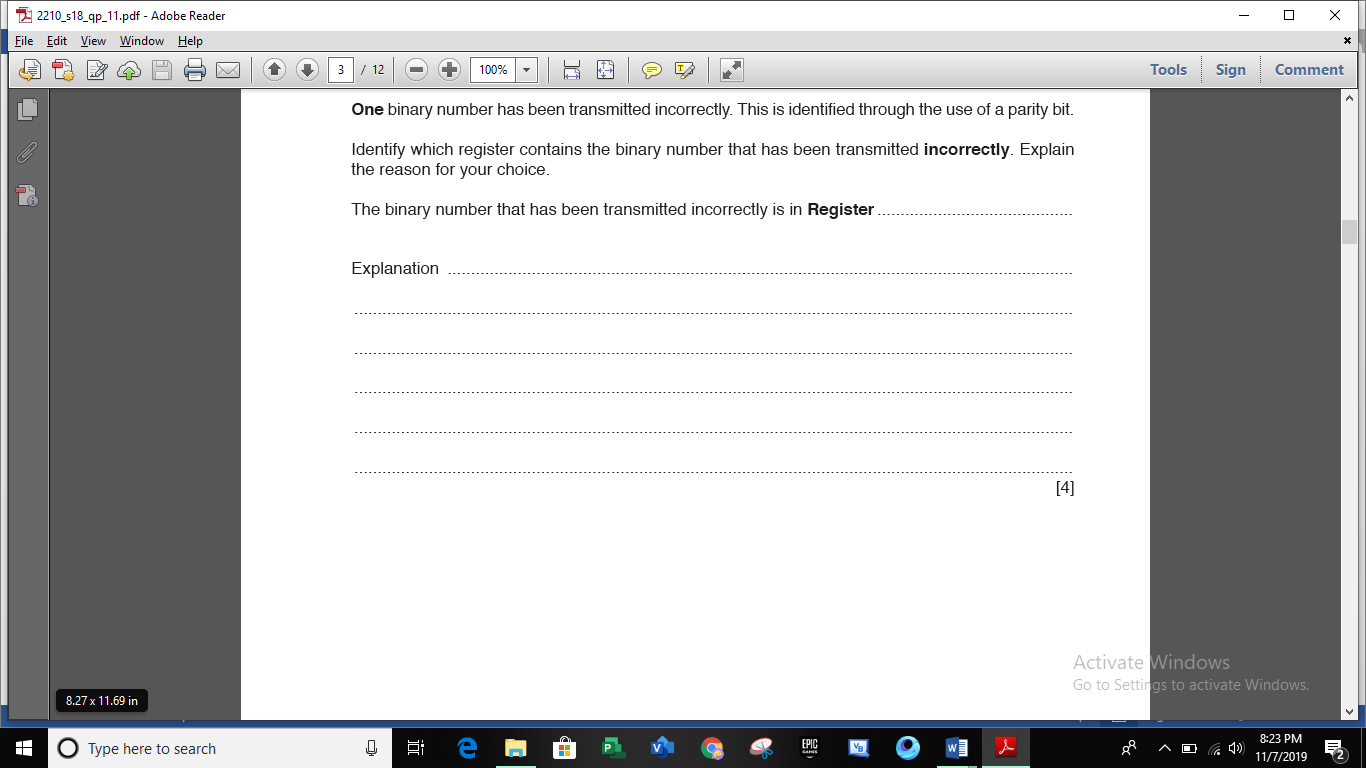 2210_s18_qp_11.pdf - Adobe Reader
File Edit View Window Help
3 / 12 100% Tools Sign Comment
One binary number has been transmitted incorrectly. This is identified through the use of a parity bit.
Identify which register contains the binary number that has been transmitted incorrectly. Explain
the reason for your choice.
The binary number that has been transmitted incorrectly is in Register ..........................................
Explanation ..........................................
[4]
Activate Windows
Go to Settings to activate Windows.
8.27 x 11.69 in
Type here to search
EPIC GAMES
VB
8:23 PM
11/7/2019
2